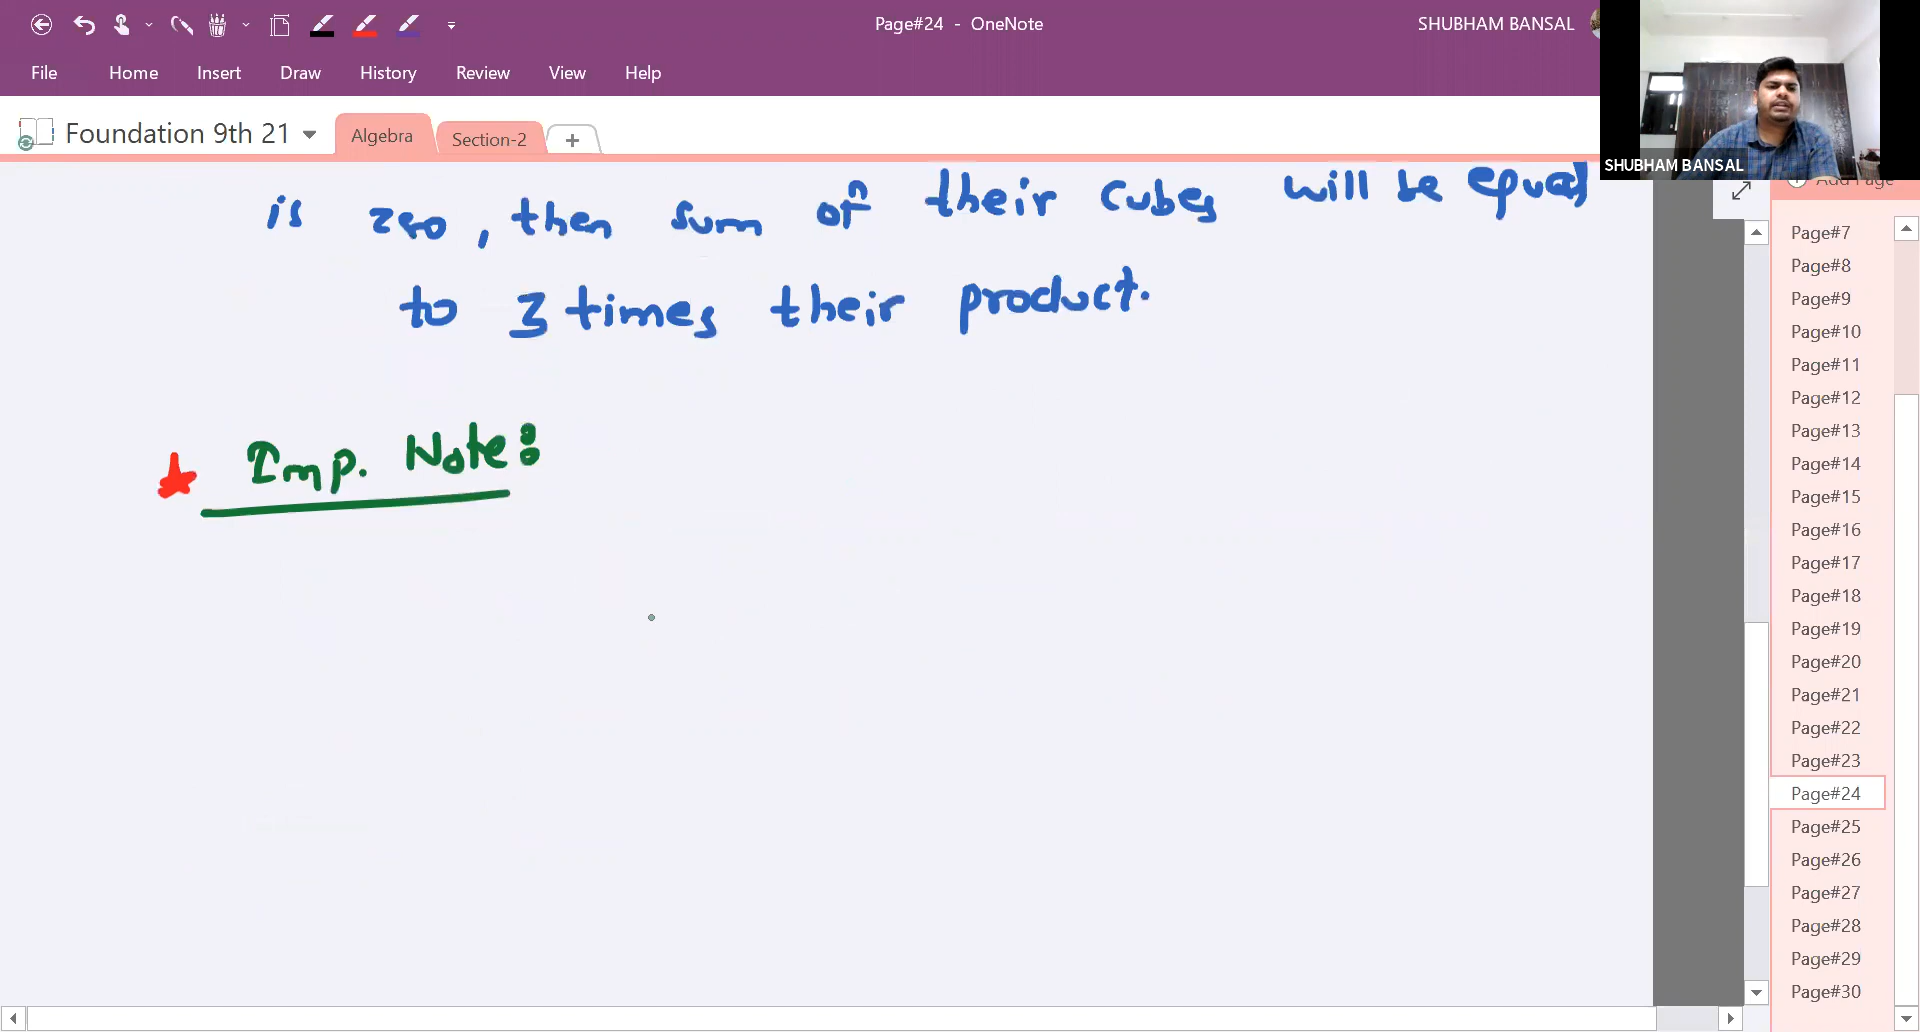 Page#24 - OneNote
SHUBHAM BANSAL
File Home Insert Draw History Review View Help
Foundation 9th 21
Algebra
Section-2
SHUBHAM BANSAL
Add Page
is zero, then sum of their cubes will be equal
to 3 times their product.
Imp. Note:
Page#7
Page#8
Page#9
Page#10
Page#11
Page#12
Page#13
Page#14
Page#15
Page#16
Page#17
Page#18
Page#19
Page#20
Page#21
Page#22
Page#23
Page#24
Page#25
Page#26
Page#27
Page#28
Page#29
Page#30